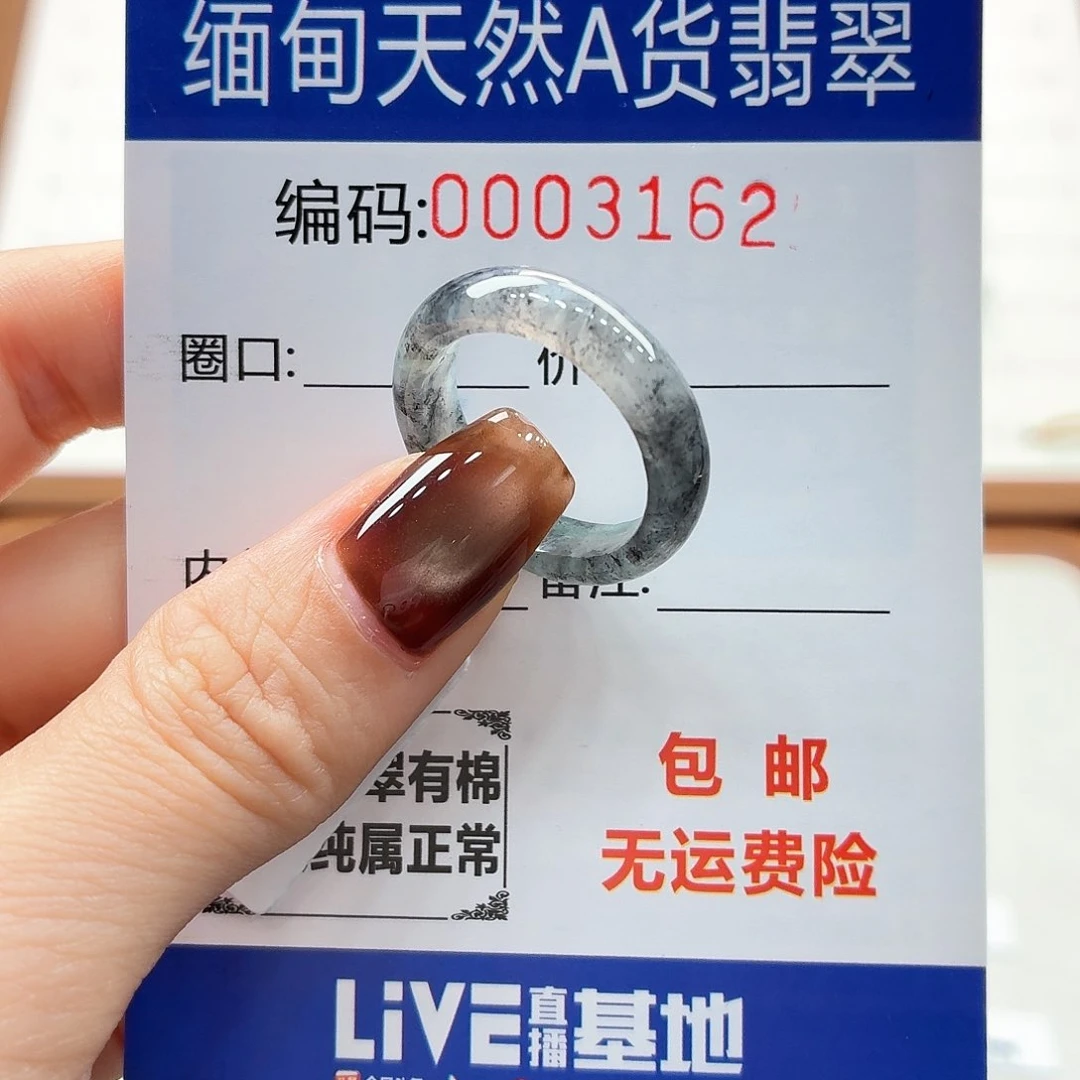 缅甸天然A货翡翠
编码:0003162
圈口:
翠有棉
纯属正常
包邮
无运费险
LiVE直播基地